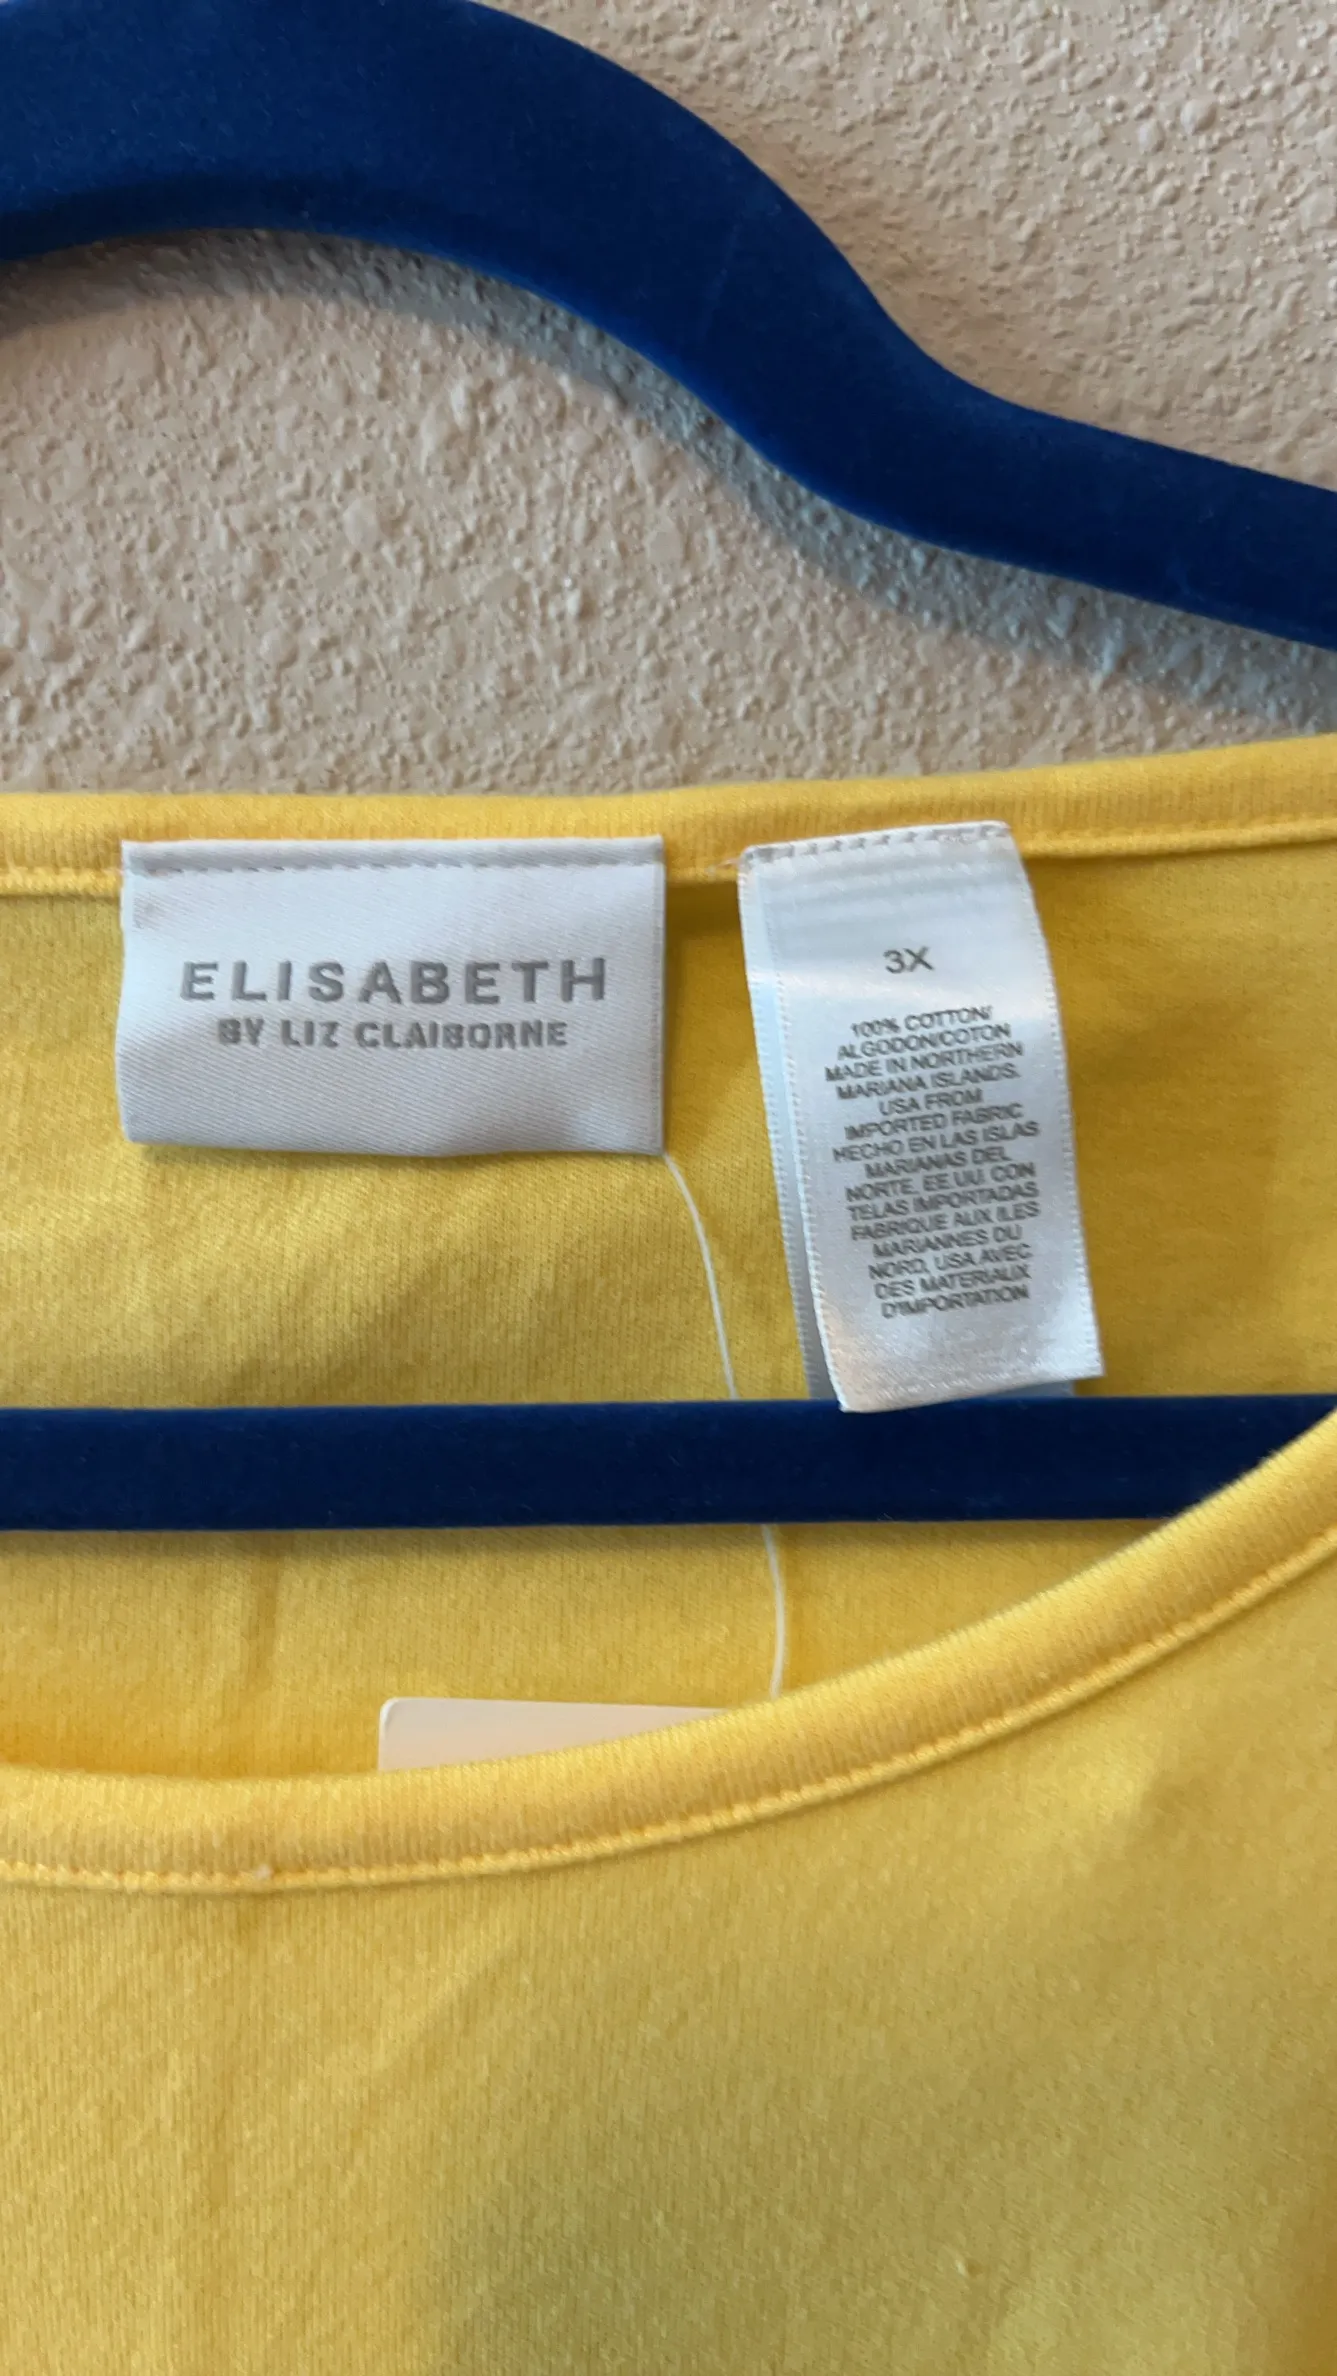 ELISABETH
BY LIZ CLAIBORNE
3X
100% COTTON/
ALGODON/COTON
MADE IN NORTHERN
MARIANA ISLANDS,
USA FROM
IMPORTED FABRIC
HECHO EN LAS ISLAS
MARIANAS DEL
NORTE, EE.UU. CON
TELAS IMPORTADAS
FABRIQUE AUX ILES
MARIANNES DU
NORD, USA AVEC
DES MATERIAUX
D'IMPORTATION